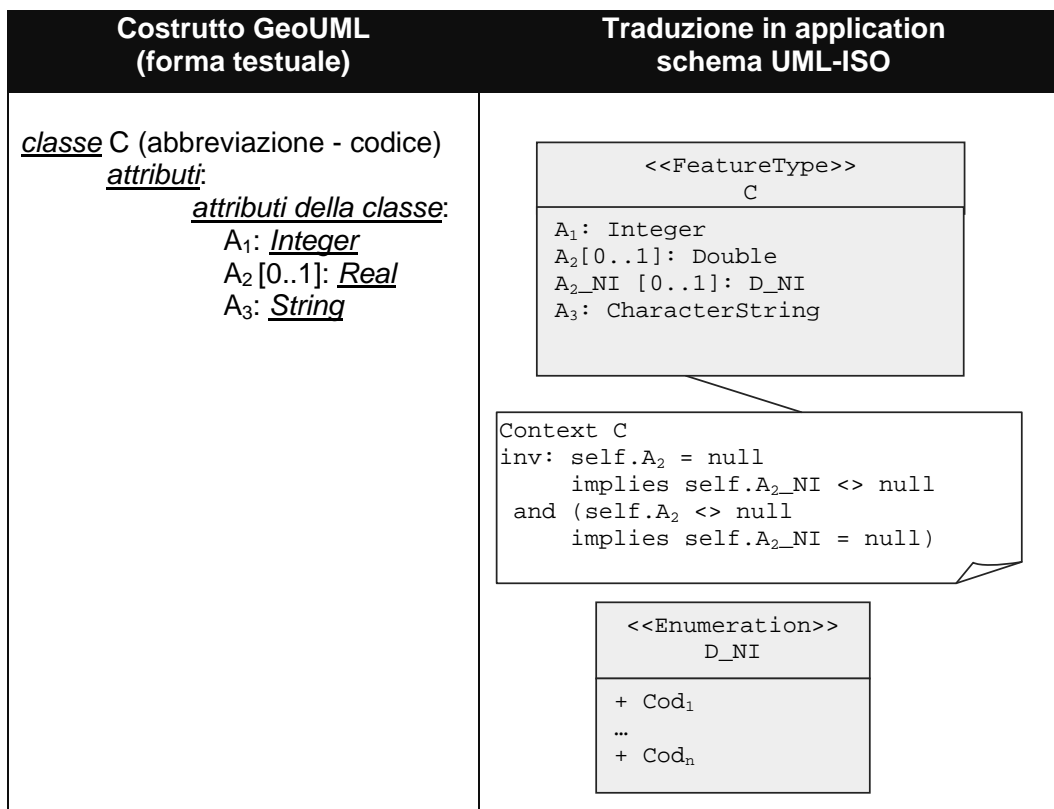 Costrutto GeoUML
(forma testuale)
Traduzione in application
schema UML-ISO
classe C (abbreviazione - codice)
attributi:
attributi della classe:
A₁: Integer
A₂ [0..1]: Real
A₃: String
<<FeatureType>>
C
A₁: Integer
A₂[0..1]: Double
A₂_NI [0..1]: D_NI
A₃: CharacterString
Context C
inv: self.A₂ = null
implies self.A₂_NI <> null
and (self.A₂ <> null
implies self.A₂_NI = null)
<<Enumeration>>
D_NI
+ Cod₁
…
+ Codₙ